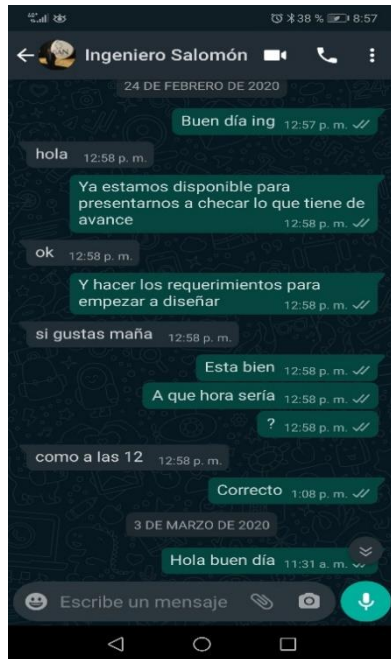 38 % 8:57
Ingeniero Salomón
24 DE FEBRERO DE 2020
Buen día ing 12:57 p. m.
hola 12:58 p. m.
Ya estamos disponible para
presentarnos a checar lo que tiene de
avance
12:58 p. m.
ok 12:58 p. m.
Y hacer los requerimientos para
empezar a diseñar 12:58 p. m.
si gustas maña 12:58 p. m.
Esta bien 12:58 p. m.
A que hora sería 12:58 p. m.
? 12:58 p. m.
como a las 12 12:58 p. m.
Correcto 1:08 p. m.
3 DE MARZO DE 2020
Hola buen día 11:31 a. m.
Escribe un mensaje